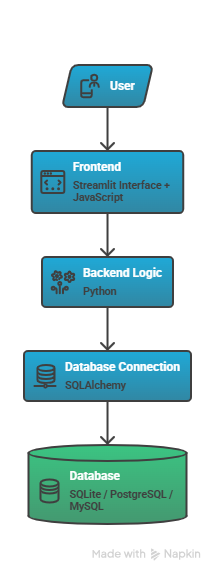 User
Frontend
Streamlit Interface +
JavaScript
Backend Logic
Python
Database Connection
SQLAlchemy
Database
SQLite / PostgreSQL /
MySQL
Made with Napkin